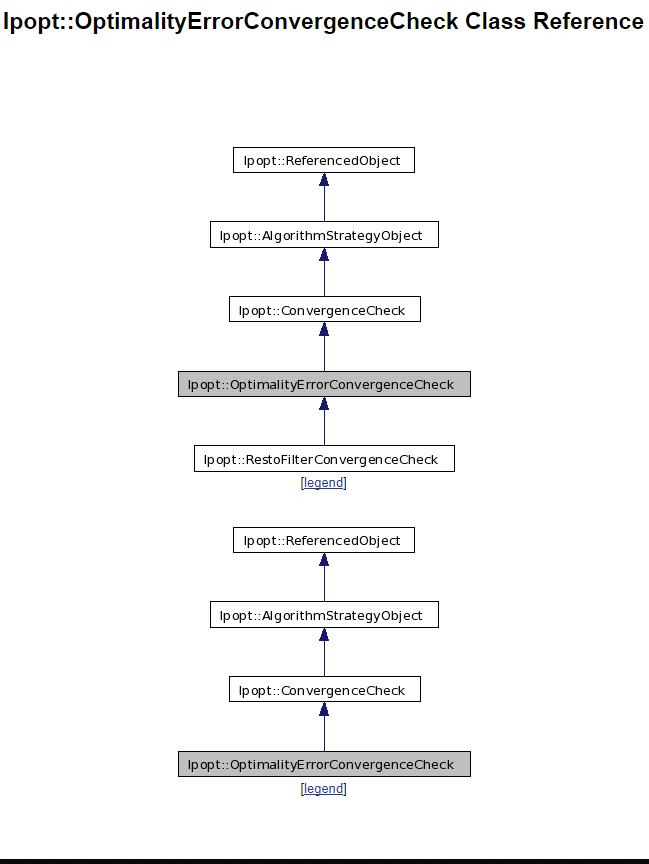 Ipopt::OptimalityErrorConvergenceCheck Class Reference
Ipopt::ReferencedObject
Ipopt::AlgorithmStrategyObject
Ipopt::ConvergenceCheck
Ipopt::OptimalityErrorConvergenceCheck
Ipopt::RestoFilterConvergenceCheck
[legend]
Ipopt::ReferencedObject
Ipopt::AlgorithmStrategyObject
Ipopt::ConvergenceCheck
Ipopt::OptimalityErrorConvergenceCheck
[legend]